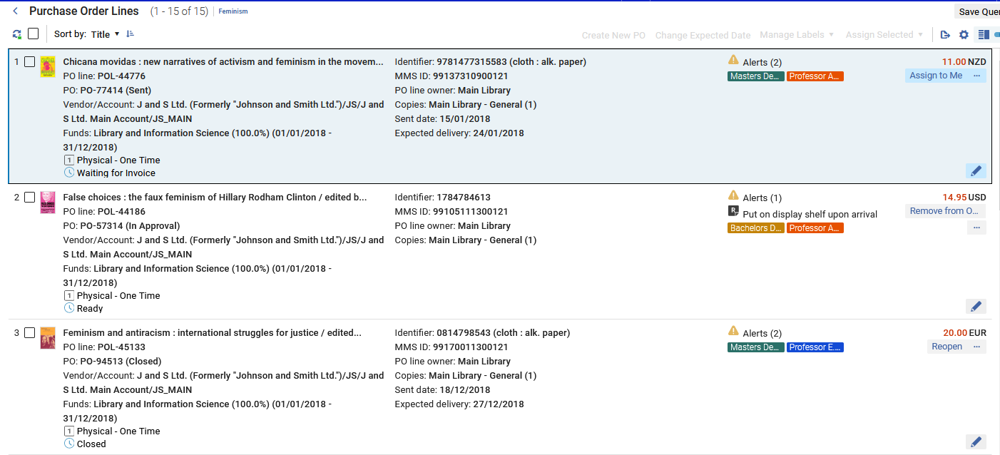 Purchase Order Lines (1 - 15 of 15) Feminism
Save Quer
Sort by: Title
Create New PO Change Expected Date Manage Labels Assign Selected
1 Chicana movidas : new narratives of activism and feminism in the movem...
PO line: POL-44776
PO: PO-77414 (Sent)
Vendor/Account: J and S Ltd. (Formerly "Johnson and Smith Ltd.")/JS/J and
S Ltd. Main Account/JS_MAIN
Funds: Library and Information Science (100.0%) (01/01/2018 -
31/12/2018)
1 Physical - One Time
Waiting for Invoice
Identifier: 9781477315583 (cloth : alk. paper)
MMS ID: 99137310900121
PO line owner: Main Library
Copies: Main Library - General (1)
Sent date: 15/01/2018
Expected delivery: 24/01/2018
Alerts (2)
Masters De... Professor A...
11.00 NZD
Assign to Me ...
2 False choices : the faux feminism of Hillary Rodham Clinton / edited b...
PO line: POL-44186
PO: PO-57314 (In Approval)
Vendor/Account: J and S Ltd. (Formerly "Johnson and Smith Ltd.")/JS/J and
S Ltd. Main Account/JS_MAIN
Funds: Library and Information Science (100.0%) (01/01/2018 -
31/12/2018)
1 Physical - One Time
Ready
Identifier: 1784784613
MMS ID: 99105111300121
PO line owner: Main Library
Copies: Main Library - General (1)
Alerts (1)
R Put on display shelf upon arrival
Bachelors D... Professor A...
14.95 USD
Remove from O...
...
3 Feminism and antiracism : international struggles for justice / edited...
PO line: POL-45133
PO: PO-94513 (Closed)
Vendor/Account: J and S Ltd. (Formerly "Johnson and Smith Ltd.")/JS/J and
S Ltd. Main Account/JS_MAIN
Funds: Library and Information Science (100.0%) (01/01/2018 -
31/12/2018)
1 Physical - One Time
Closed
Identifier: 0814798543 (cloth : alk. paper)
MMS ID: 99170011300121
PO line owner: Main Library
Copies: Main Library - General (1)
Sent date: 18/12/2018
Expected delivery: 27/12/2018
Alerts (2)
Masters De... Professor E...
20.00 EUR
Reopen ...